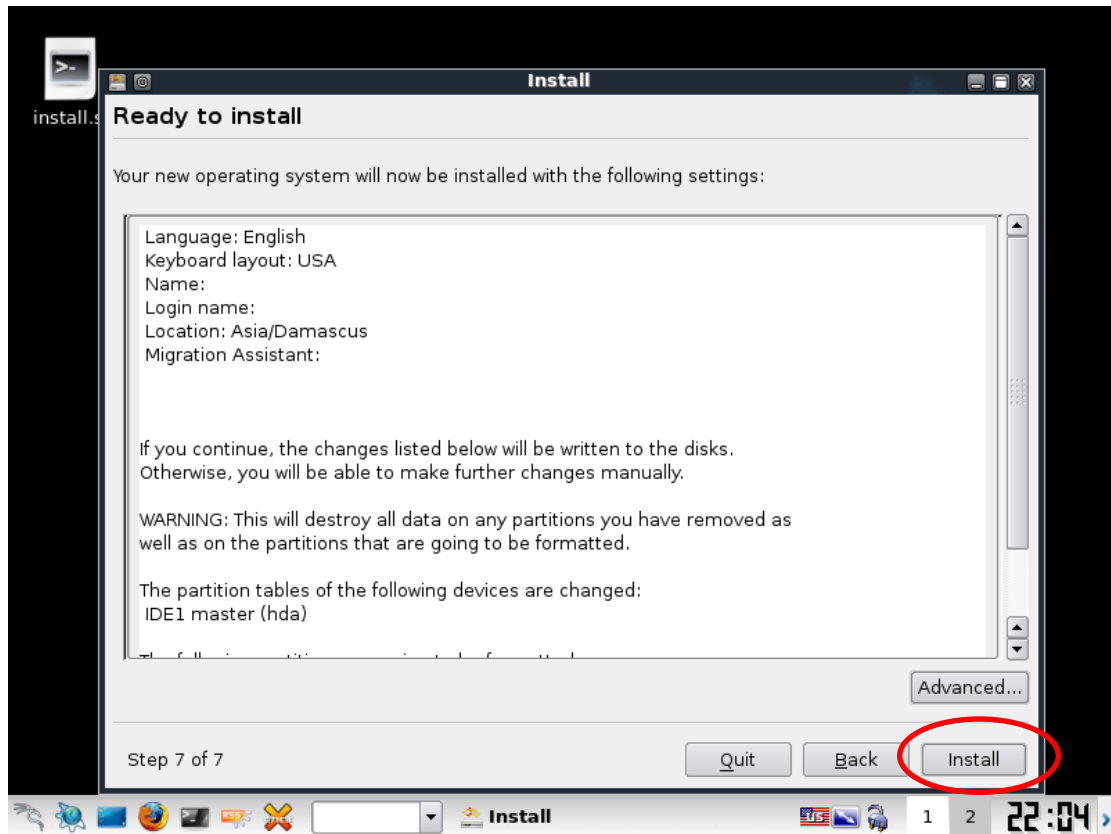 Install
install.s
Ready to install
Your new operating system will now be installed with the following settings:
Language: English
Keyboard layout: USA
Name:
Login name:
Location: Asia/Damascus
Migration Assistant:
If you continue, the changes listed below will be written to the disks.
Otherwise, you will be able to make further changes manually.
WARNING: This will destroy all data on any partitions you have removed as
well as on the partitions that are going to be formatted.
The partition tables of the following devices are changed:
IDE1 master (hda)
Advanced...
Step 7 of 7
Quit
Back
Install
Install
US
1
2
22:04